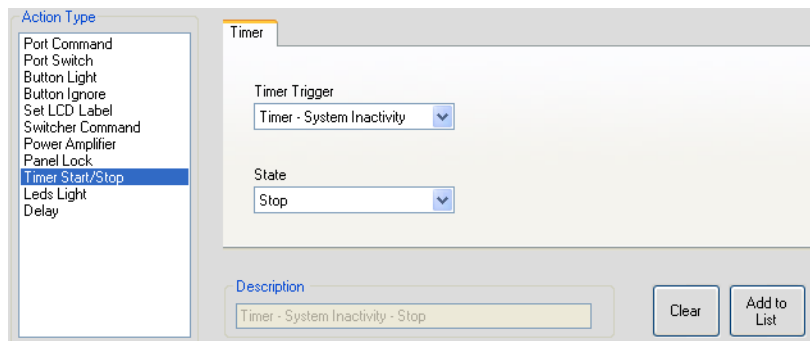 Action Type
Port Command
Port Switch
Button Light
Button Ignore
Set LCD Label
Switcher Command
Power Amplifier
Panel Lock
Timer Start/Stop
Leds Light
Delay
Timer
Timer Trigger
Timer - System Inactivity
State
Stop
Description
Timer - System Inactivity - Stop
Clear
Add to
List